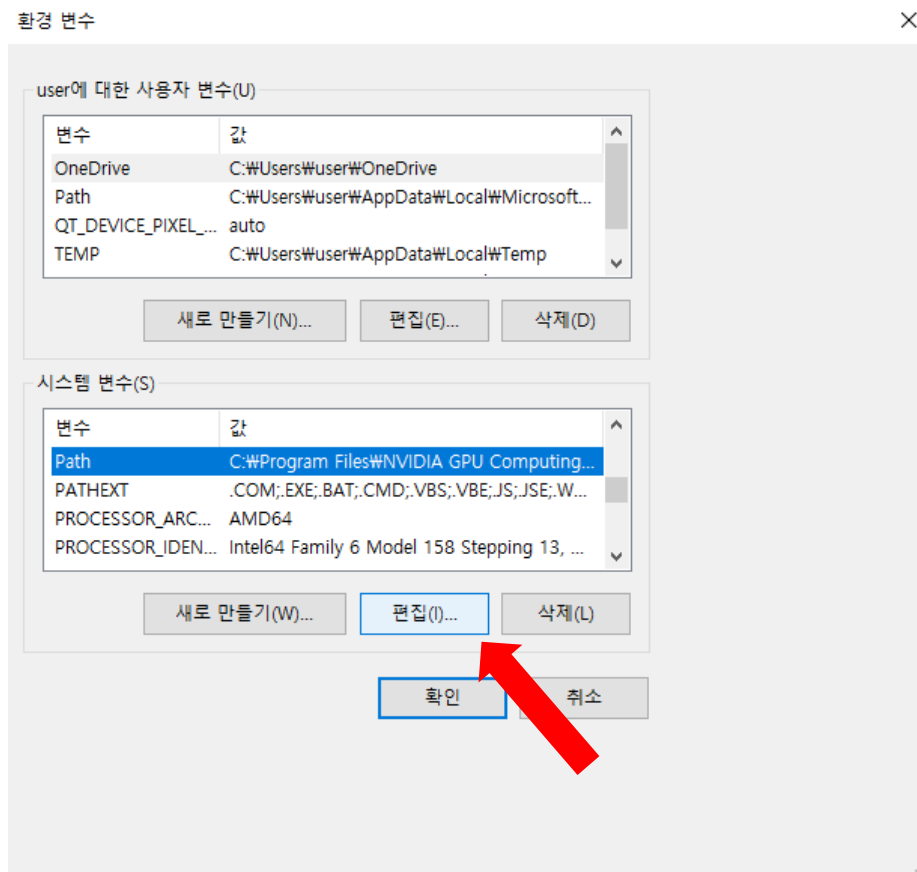 환경 변수
user에 대한 사용자 변수(U)
변수 값
OneDrive C:₩Users₩user₩OneDrive
Path C:₩Users₩user₩AppData₩Local₩Microsoft...
QT_DEVICE_PIXEL_... auto
TEMP C:₩Users₩user₩AppData₩Local₩Temp
새로 만들기(N)... 편집(E)... 삭제(D)
시스템 변수(S)
변수 값
Path C:₩Program Files₩NVIDIA GPU Computing...
PATHEXT .COM;.EXE;.BAT;.CMD;.VBS;.VBE;.JS;.JSE;.W...
PROCESSOR_ARC... AMD64
PROCESSOR_IDEN... Intel64 Family 6 Model 158 Stepping 13, ...
새로 만들기(W)... 편집(I)... 삭제(L)
확인 취소